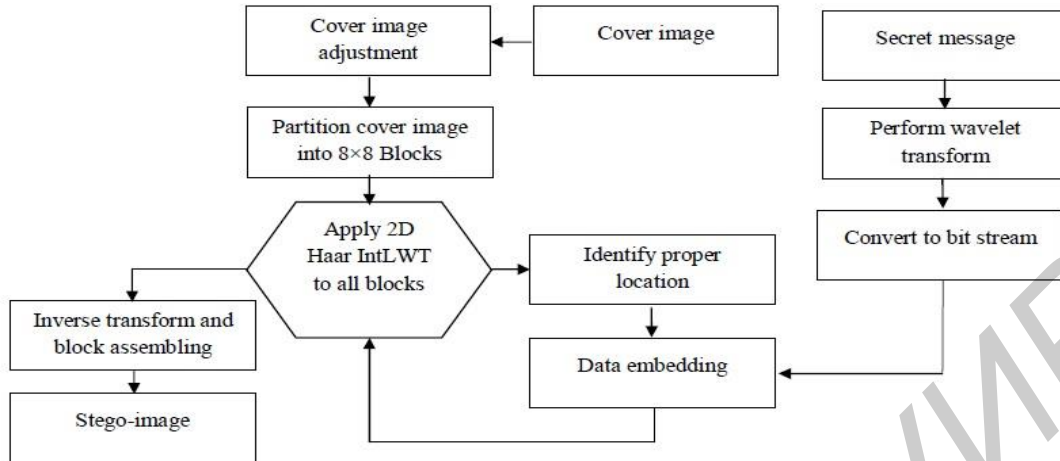 Cover image
adjustment
Cover image
Secret message
Partition cover image
into 8×8 Blocks
Perform wavelet
transform
Apply 2D
Haar IntLWT
to all blocks
Identify proper
location
Convert to bit stream
Inverse transform and
block assembling
Data embedding
Stego-image